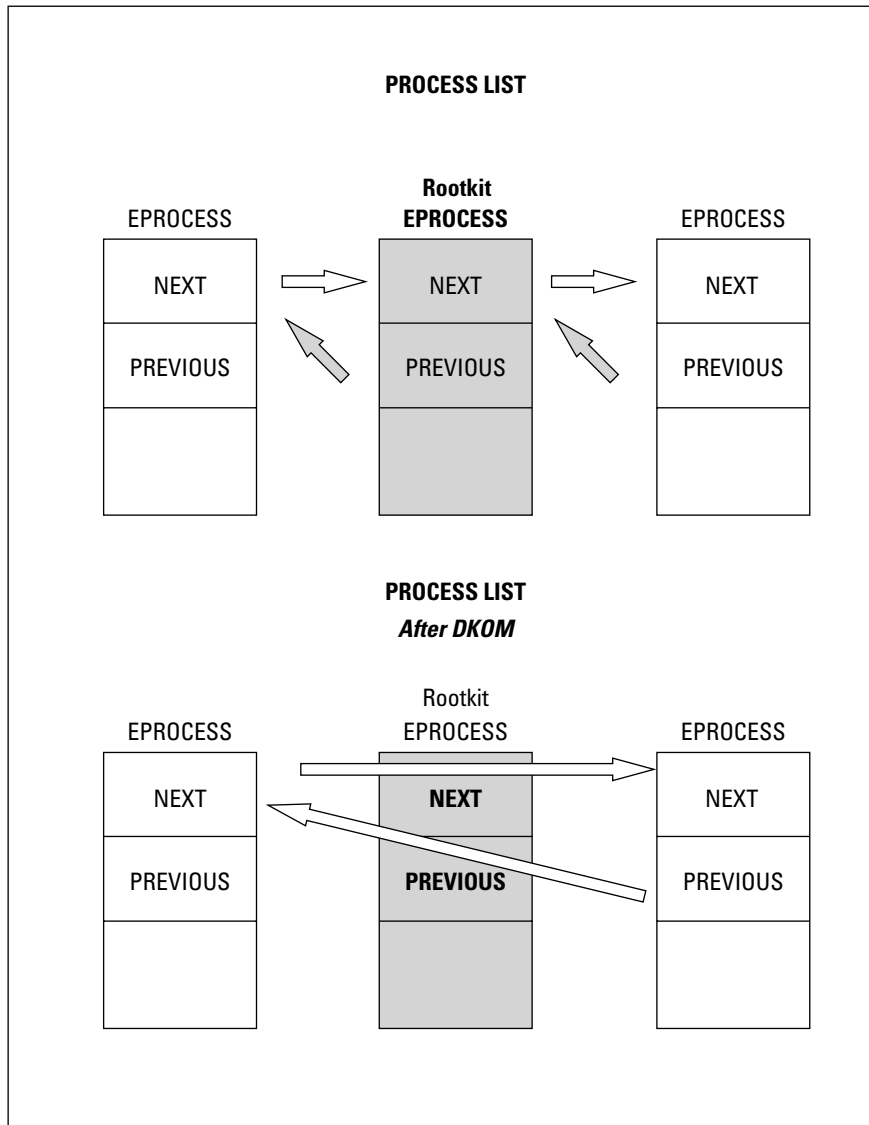 PROCESS LIST
Rootkit
EPROCESS EPROCESS EPROCESS
NEXT NEXT NEXT
PREVIOUS PREVIOUS PREVIOUS
PROCESS LIST
After DKOM
Rootkit
EPROCESS EPROCESS EPROCESS
NEXT NEXT NEXT
PREVIOUS PREVIOUS PREVIOUS